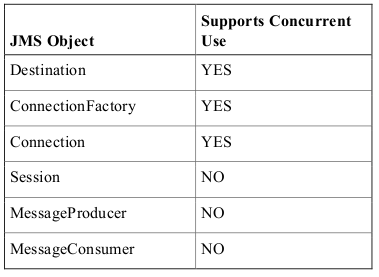 JMS Object Supports Concurrent
Use
Destination YES
ConnectionFactory YES
Connection YES
Session NO
MessageProducer NO
MessageConsumer NO